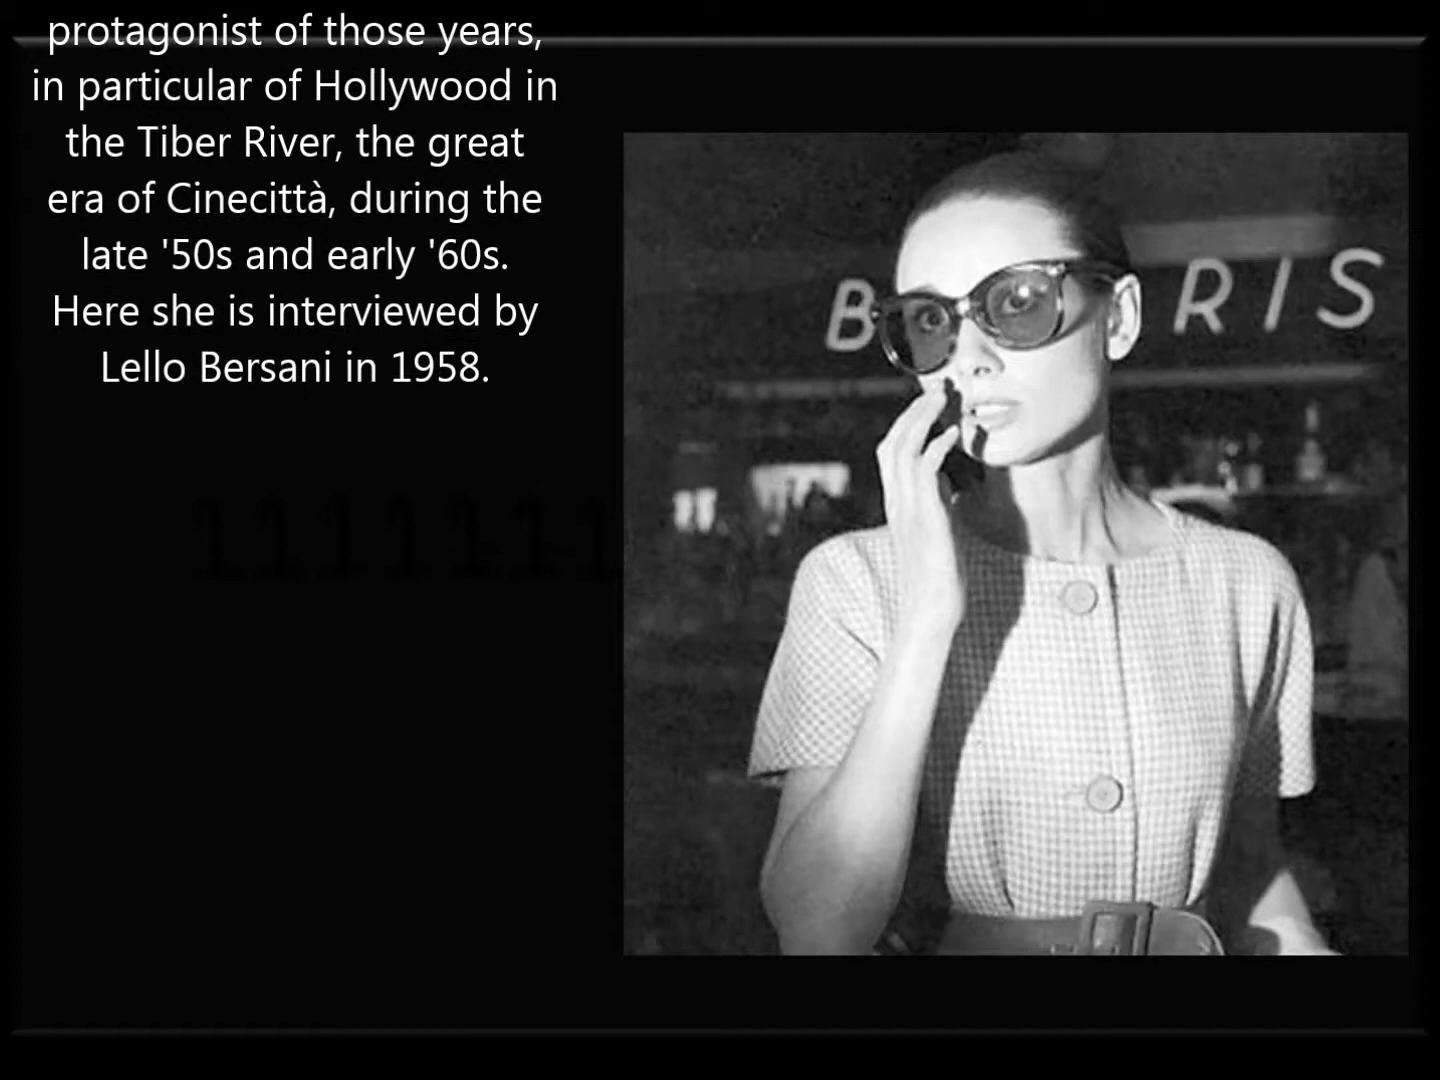 protagonist of those years,
in particular of Hollywood in
the Tiber River, the great
era of Cinecittà, during the
late '50s and early '60s.
Here she is interviewed by
Lello Bersani in 1958.
B RIS